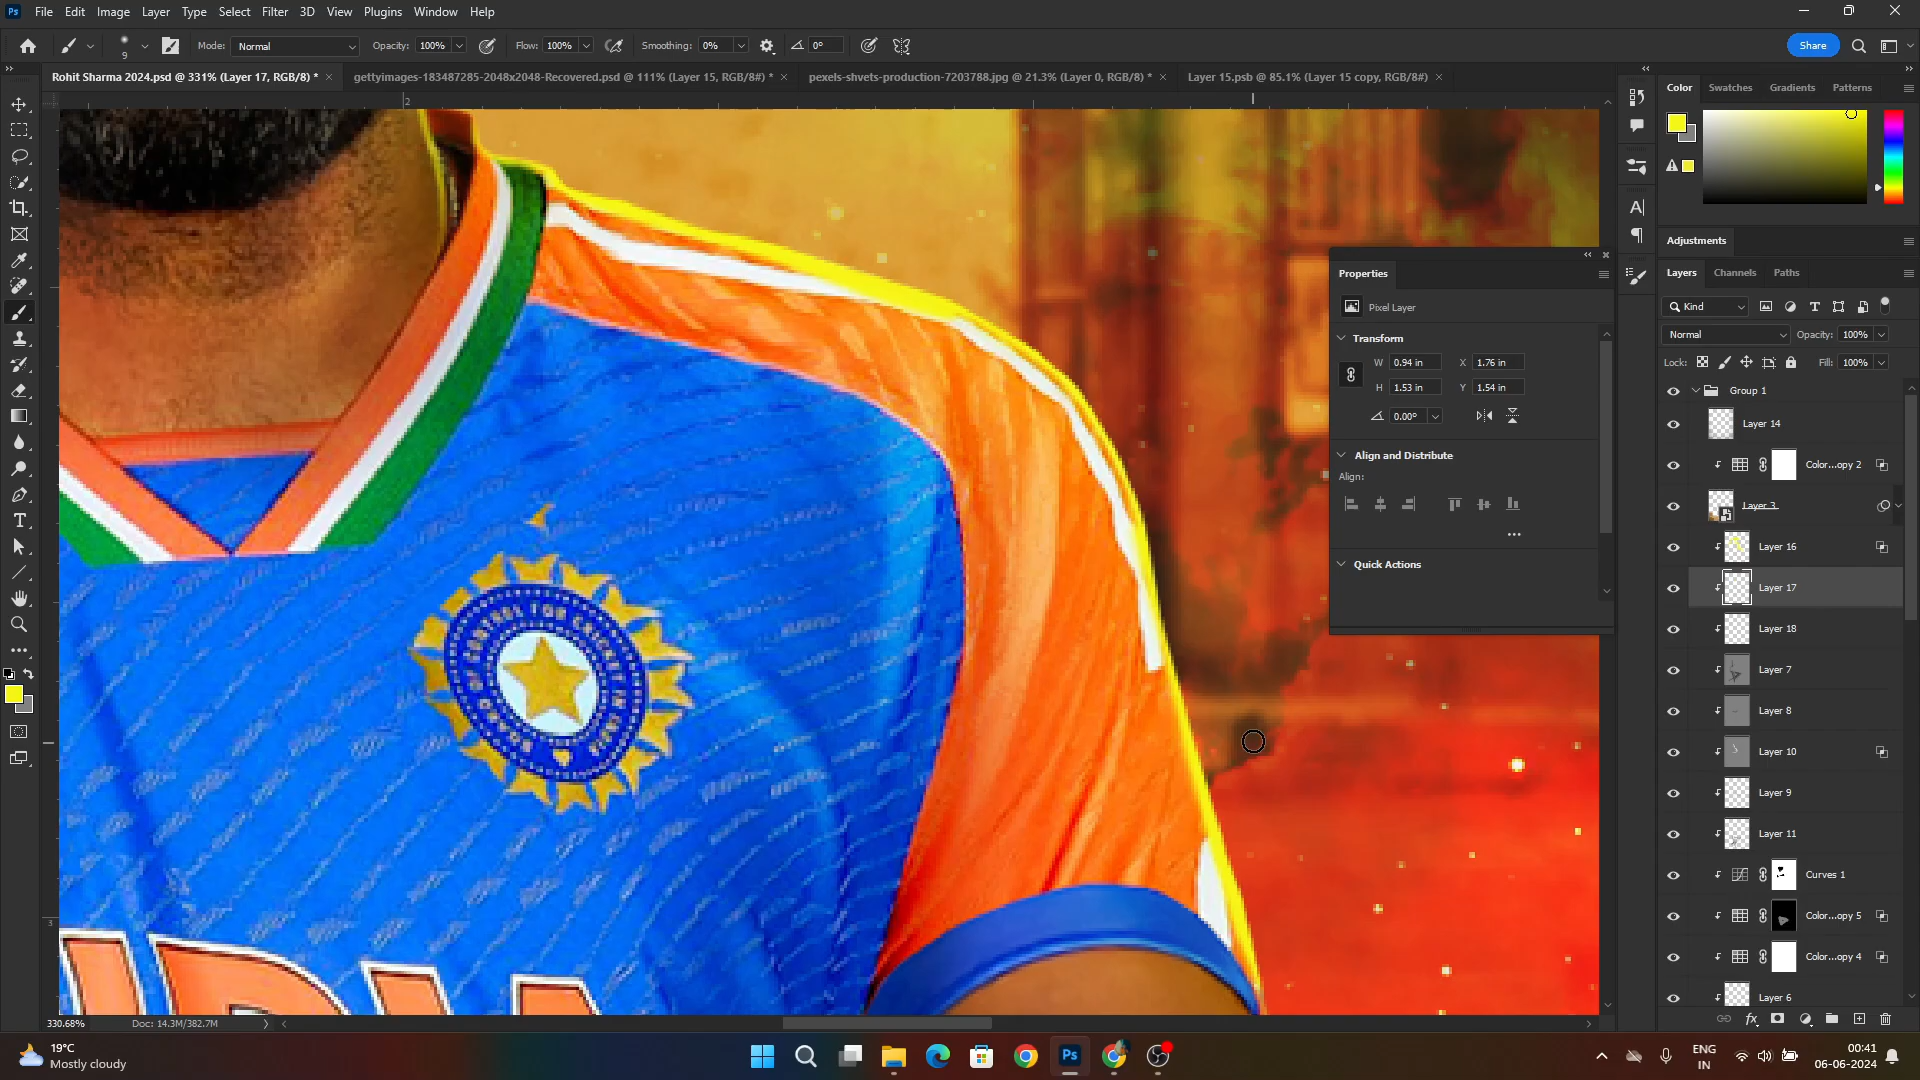 Ps File Edit Image Layer Type Select Filter 3D View Plugins Window Help
9 Mode: Normal Opacity: 100% Flow: 100% Smoothing: 0% 0° Share
Rohit Sharma 2024.psd @ 331% (Layer 17, RGB/8) * × gettyimages-183487285-2048x2048-Recovered.psd @ 111% (Layer 15, RGB/8#) * × pexels-shvets-production-7203788.jpg @ 21.3% (Layer 0, RGB/8) * × Layer 15.psb @ 85.1% (Layer 15 copy, RGB/8#) ×
2
3
Color Swatches Gradients Patterns
Adjustments
Layers Channels Paths
Kind
Normal Opacity: 100%
Lock: Fill: 100%
Group 1
Layer 14
Color...opy 2
Layer 3
Layer 16
Layer 17
Layer 18
Layer 7
Layer 8
Layer 10
Layer 9
Layer 11
Curves 1
Color...opy 5
Color...opy 4
Layer 6
Properties
Pixel Layer
Transform
W 0.94 in X 1.76 in
H 1.53 in Y 1.54 in
0.00°
Align and Distribute
Align:
Quick Actions
330.68% Doc: 14.3M/382.7M
19°C
Mostly cloudy
ENG
IN
00:41
06-06-2024